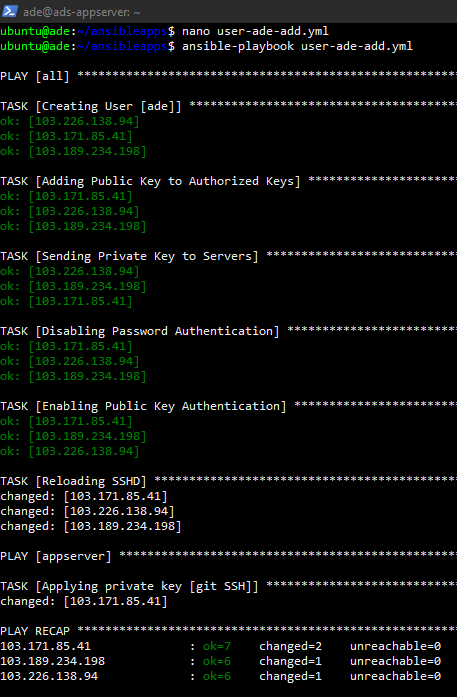 ade@ads-appserver: ~
ubuntu@ade:~/ansibleapps$ nano user-ade-add.yml
ubuntu@ade:~/ansibleapps$ ansible-playbook user-ade-add.yml
PLAY [all] ******************************************************
TASK [Creating User [ade]] **************************************
ok: [103.226.138.94]
ok: [103.171.85.41]
ok: [103.189.234.198]
TASK [Adding Public Key to Authorized Keys] *********************
ok: [103.171.85.41]
ok: [103.226.138.94]
ok: [103.189.234.198]
TASK [Sending Private Key to Servers] ***************************
ok: [103.226.138.94]
ok: [103.189.234.198]
ok: [103.171.85.41]
TASK [Disabling Password Authentication] ************************
ok: [103.171.85.41]
ok: [103.226.138.94]
ok: [103.189.234.198]
TASK [Enabling Public Key Authentication] ***********************
ok: [103.171.85.41]
ok: [103.189.234.198]
ok: [103.226.138.94]
TASK [Reloading SSHD] *******************************************
changed: [103.171.85.41]
changed: [103.226.138.94]
changed: [103.189.234.198]
PLAY [appserver] ************************************************
TASK [Applying private key [git SSH]] ***************************
changed: [103.171.85.41]
PLAY RECAP ******************************************************
103.171.85.41 : ok=7 changed=2 unreachable=0
103.189.234.198 : ok=6 changed=1 unreachable=0
103.226.138.94 : ok=6 changed=1 unreachable=0